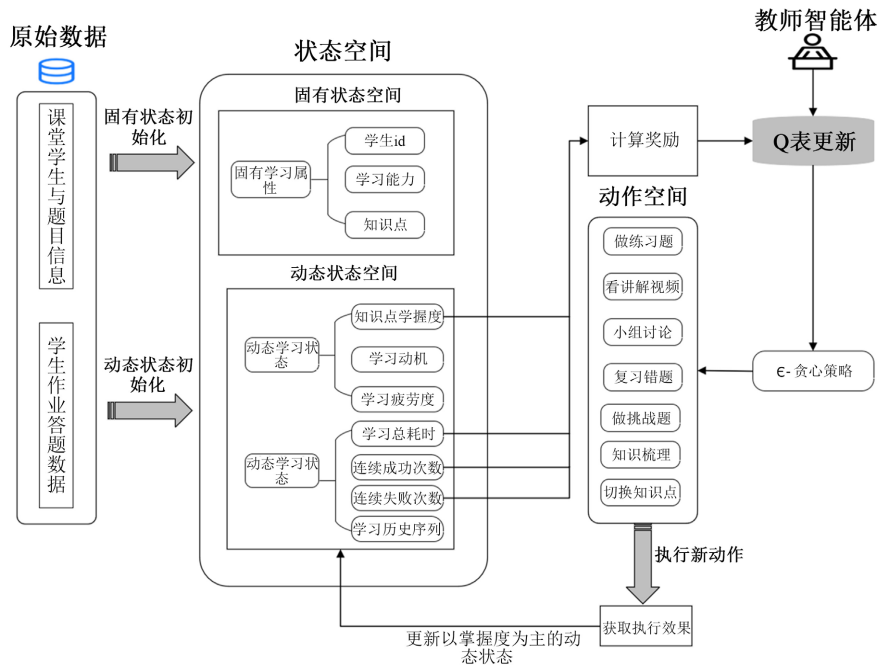 原始数据
课堂学生与题目信息
学生作业答题数据
固有状态初
始化
动态状态初
始化
状态空间
固有状态空间
固有学习属
性
学生id
学习能力
知识点
动态状态空间
动态学习状
态
知识点学握度
学习动机
学习疲劳度
动态学习状
态
学习总耗时
连续成功次数
连续失败次数
学习历史序列
计算奖励
动作空间
做练习题
看讲解视频
小组讨论
复习错题
做挑战题
知识梳理
切换知识点
教师智能体
Q表更新
Є- 贪心策略
执行新动作
获取执行效果
更新以掌握度为主的动
态状态